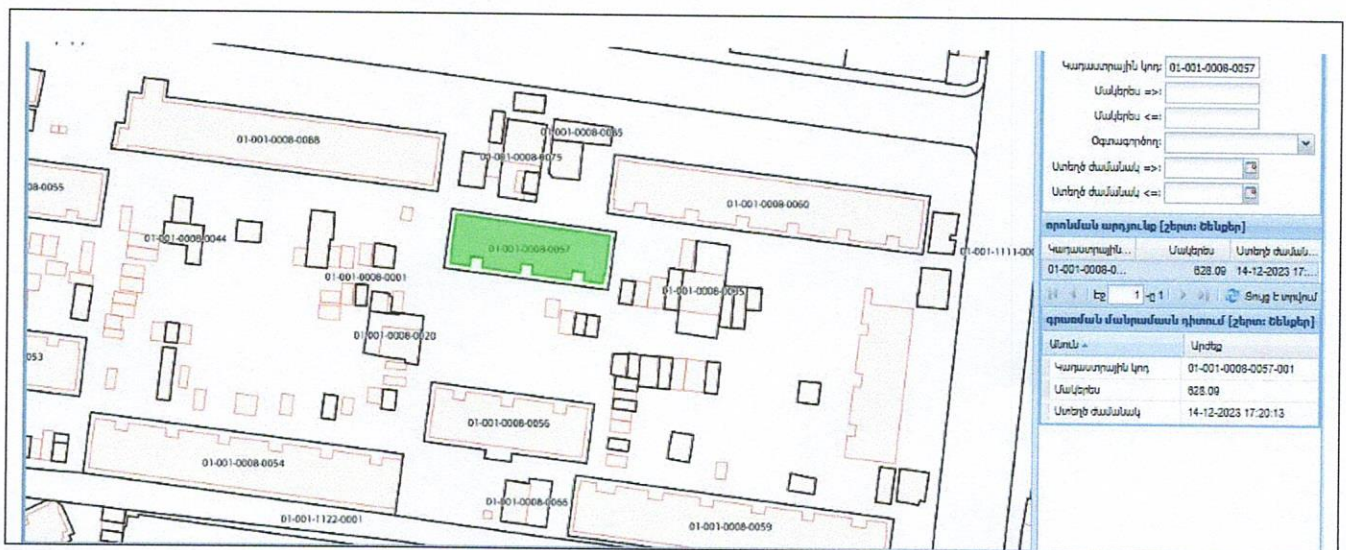 01-001-0008-0088
01-001-0008-0085
01-001-0008-0075
01-001-0008-0060
08-0055
01-001-0008-0044
01-001-0008-0057
01-001-1111-000
01-001-0008-0001
01-001-0008-0095
01-001-0008-0020
053
01-001-0008-0056
01-001-0008-0054
01-001-0008-0066
01-001-1122-0001
01-001-0008-0059
Կադաստրային կոդ: 01-001-0008-0057
Մակերես =>:
Մակերես <=:
Օգտագործող:
Ստեղծ ժամանակ =>:
Ստեղծ ժամանակ <=:
որոնման արդյունք [շերտ: Շենքեր]
Կադաստրային... Մակերես Ստեղծ ժաման...
01-001-0008-0... 628.09 14-12-2023 17:...
Էջ 1 -ը 1 Ցույց է տրվում
գրառման մանրամասն դիտում [շերտ: Շենքեր]
Անուն Արժեք
Կադաստրային կոդ 01-001-0008-0057-001
Մակերես 628.09
Ստեղծ ժամանակ 14-12-2023 17:20:13